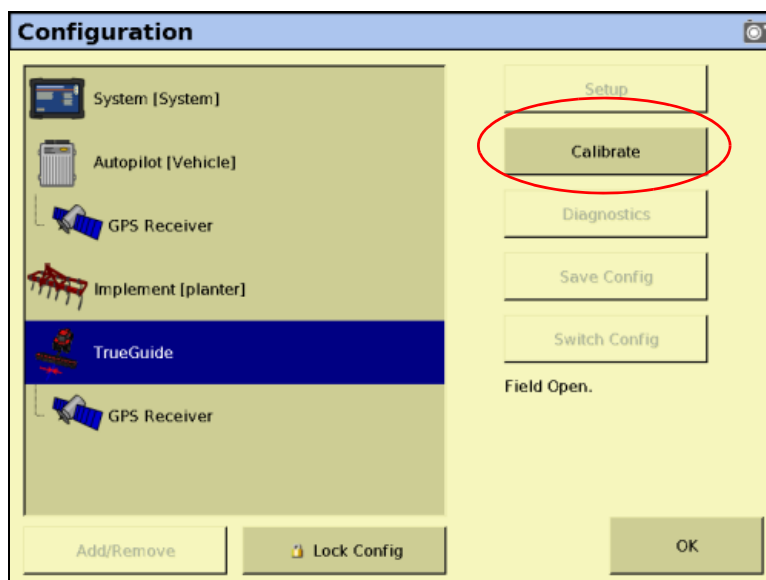 Configuration
System [System]
Autopilot [Vehicle]
GPS Receiver
Implement [planter]
TrueGuide
GPS Receiver
Setup
Calibrate
Diagnostics
Save Config
Switch Config
Field Open.
Add/Remove
Lock Config
OK